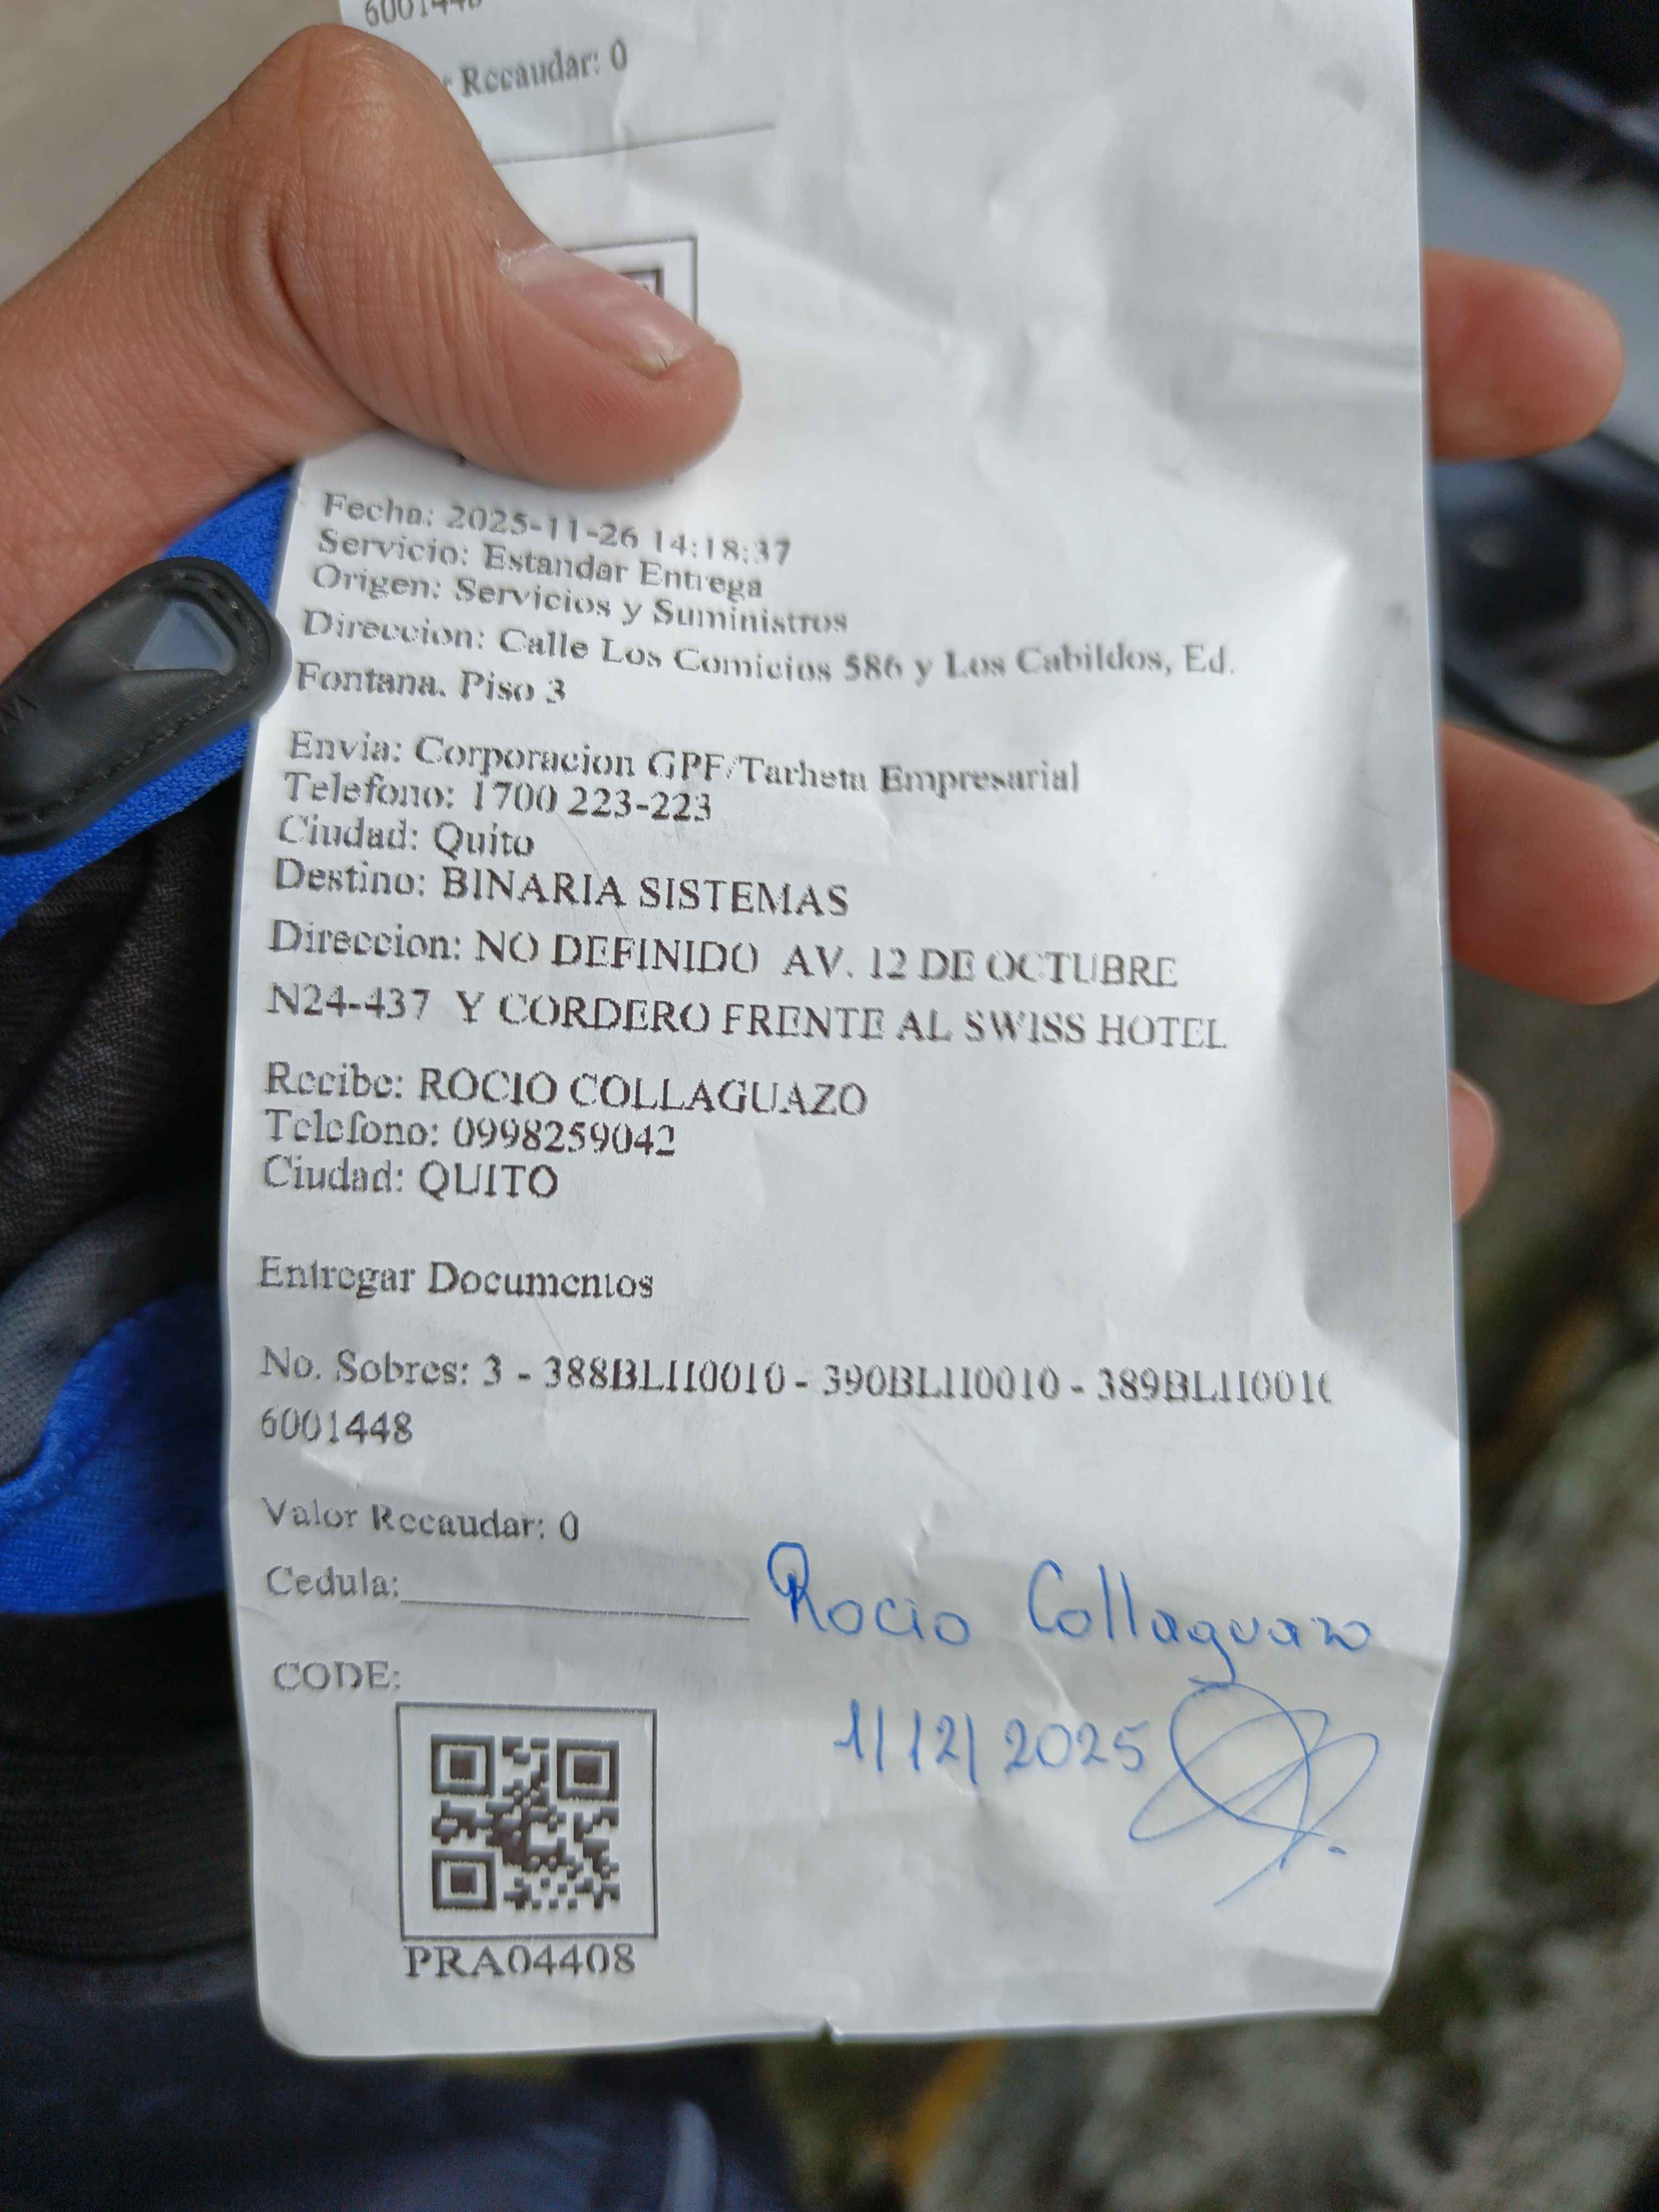 6001448
Recaudar: 0
Fecha: 2025-11-26 14:18:37
Servicio: Estandar Entrega
Origen: Servicios y Suministros
Direccion: Calle Los Comicios 586 y Los Cabildos, Ed.
Fontana. Piso 3
Envia: Corporacion GPF/Tarheta Empresarial
Telefono: 1700 223-223
Ciudad: Quito
Destino: BINARIA SISTEMAS
Direccion: NO DEFINIDO AV. 12 DE OCTUBRE
N24-437 Y CORDERO FRENTE AL SWISS HOTEL
Recibe: ROCIO COLLAGUAZO
Telefono: 0998259042
Ciudad: QUITO
Entregar Documentos
No. Sobres: 3 -
6001448
Valor Recaudar: 0
Cedula:
Rocio Collaguazo
CODE:
1/12/2025
PRA04408